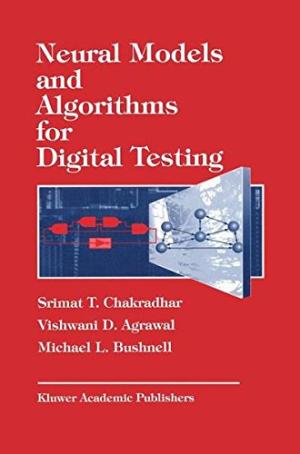 Neural Models
and
Algorithms
for
Digital Testing
Srimat T. Chakradhar
Vishwani D. Agrawal
Michael L. Bushnell
Kluwer Academic Publishers